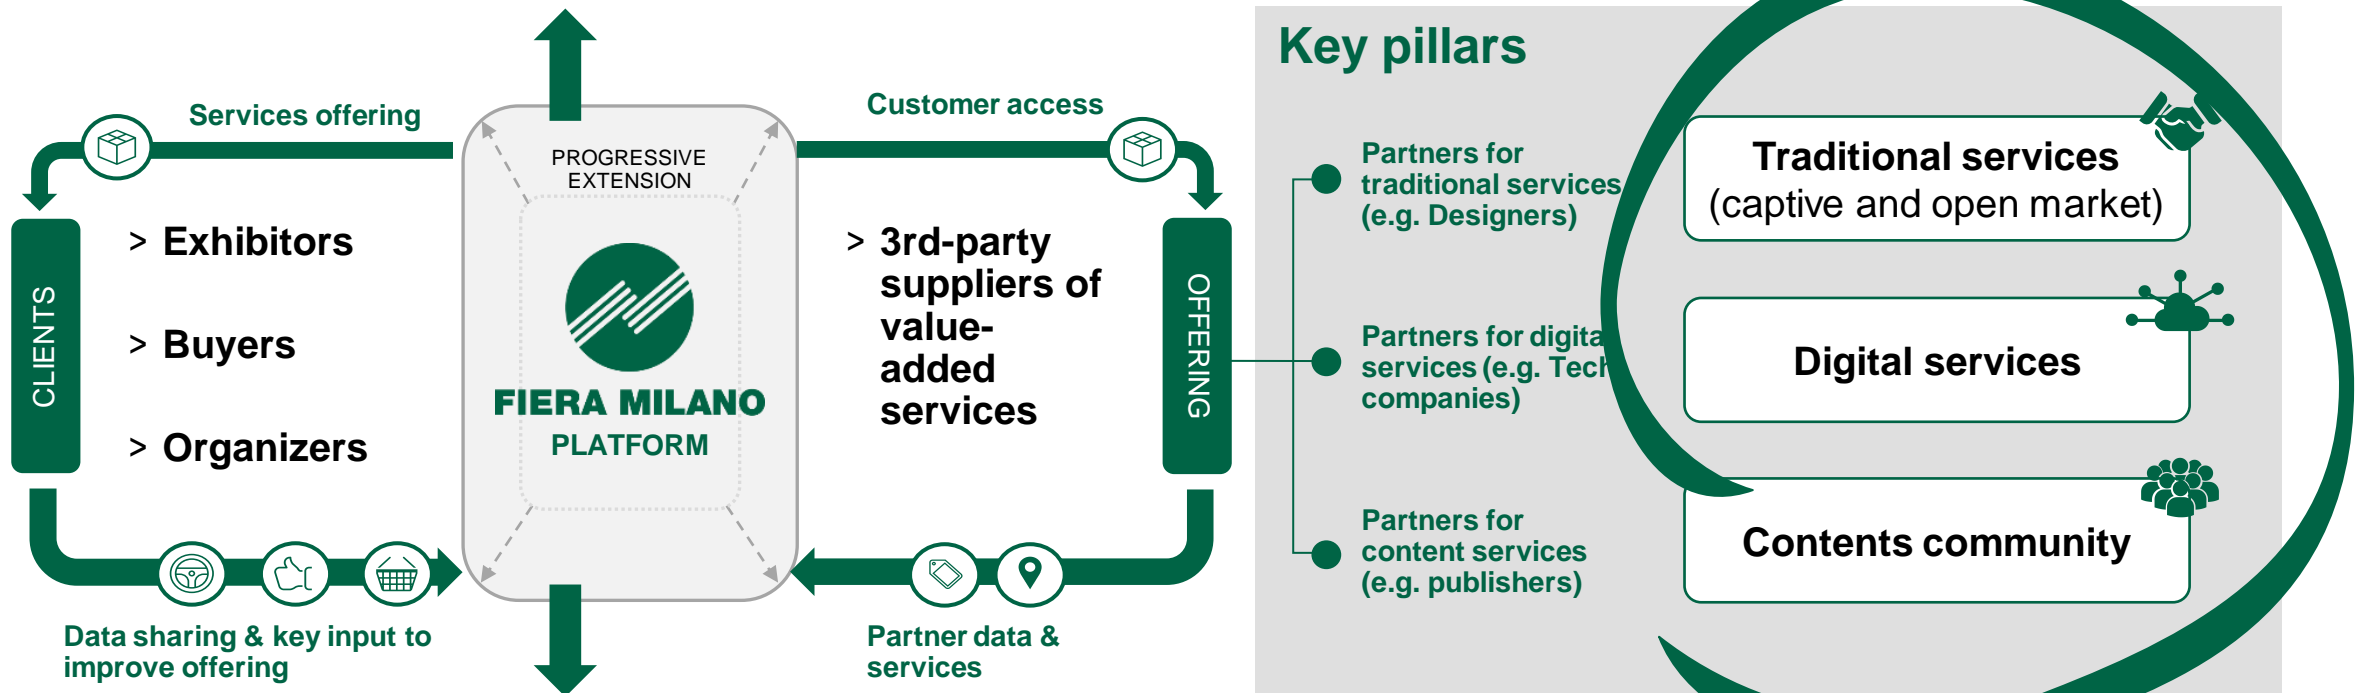 Services offering
CLIENTS
> Exhibitors
> Buyers
> Organizers
Data sharing & key input to
improve offering
PROGRESSIVE
EXTENSION
FIERA MILANO
PLATFORM
Customer access
> 3rd-party
suppliers of
value-
added
services
OFFERING
Partner data &
services
Key pillars
Partners for
traditional services
(e.g. Designers)
Partners for digita
services (e.g. Tech
companies)
Partners for
content services
(e.g. publishers)
Traditional services
(captive and open market)
Digital services
Contents community